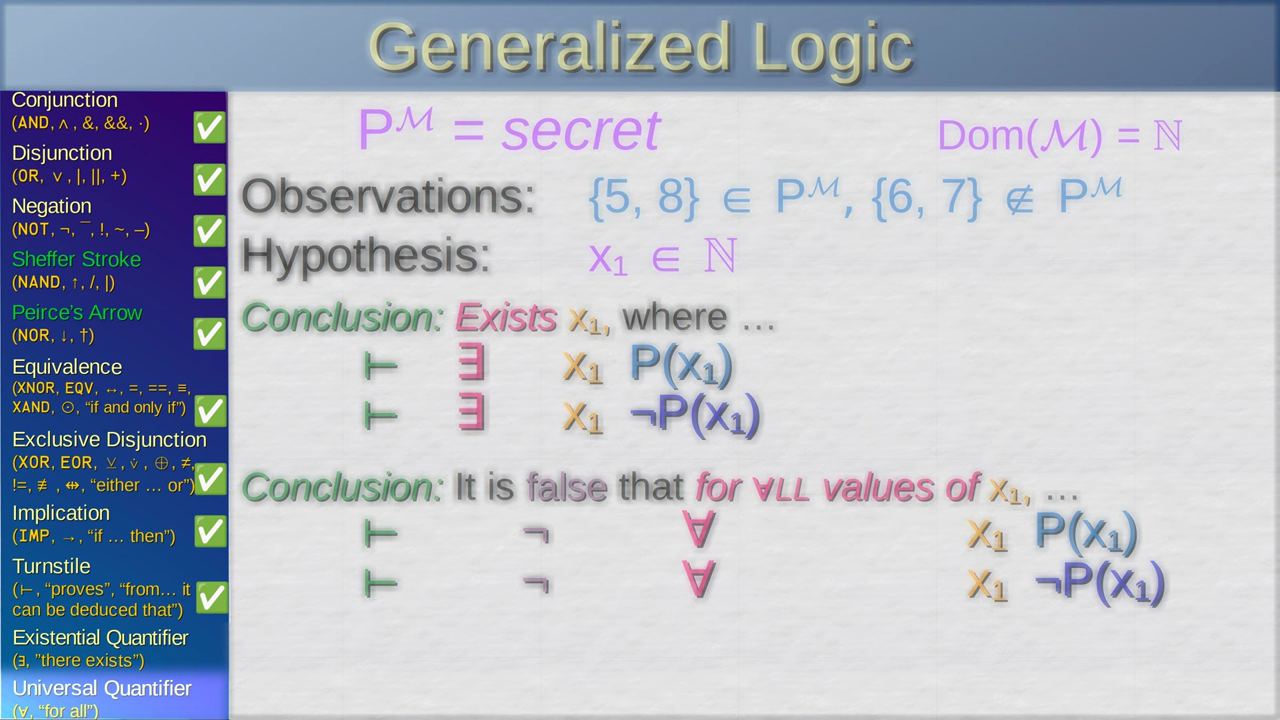 Generalized Logic
Conjunction
(AND, ∧, &, &&, ·)
Disjunction
(OR, ∨, |, ||, +)
Negation
(NOT, ¬, ¯, !, ~, –)
Sheffer Stroke
(NAND, ↑, /, |)
Peirce's Arrow
(NOR, ↓, †)
Equivalence
(XNOR, EQV, ↔, =, ==, ≡,
XAND, ⊙, “if and only if”)
Exclusive Disjunction
(XOR, EOR, ⊻, ∨̇, ⊕, ≠,
!=, ≢, ⇹, “either … or”)
Implication
(IMP, →, “if … then”)
Turnstile
(⊢, “proves”, “from… it
can be deduced that”)
Existential Quantifier
(∃, ”there exists”)
Universal Quantifier
(∀, “for all”)
Pᴹ = secret Dom(ℳ) = ℕ
Observations: {5, 8} ∈ Pᴹ, {6, 7} ∉ Pᴹ
Hypothesis: x₁ ∈ ℕ
Conclusion: Exists x₁, where …
⊢ ∃ x₁ P(x₁)
⊢ ∃ x₁ ¬P(x₁)
Conclusion: It is false that for ∀LL values of x₁, …
⊢ ¬ ∀ x₁ P(x₁)
⊢ ¬ ∀ x₁ ¬P(x₁)